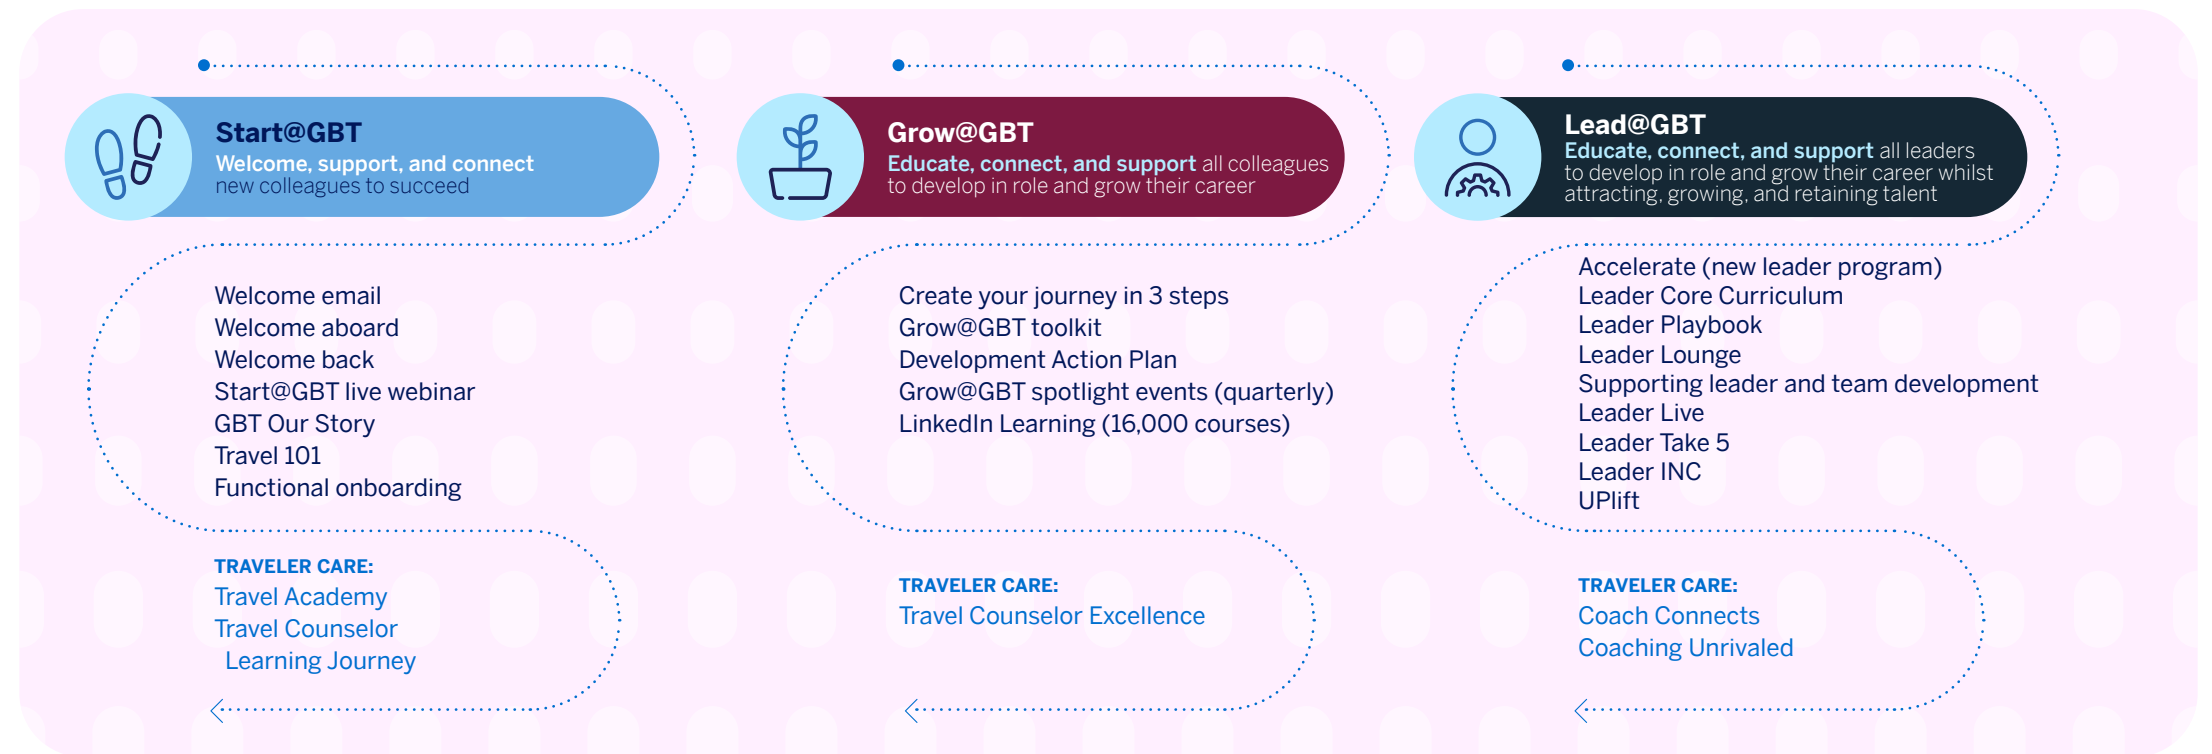 Start@GBT
Welcome, support, and connect
new colleagues to succeed
Welcome email
Welcome aboard
Welcome back
Start@GBT live webinar
GBT Our Story
Travel 101
Functional onboarding
TRAVELER CARE:
Travel Academy
Travel Counselor
Learning Journey
Grow@GBT
Educate, connect, and support all colleagues
to develop in role and grow their career
Create your journey in 3 steps
Grow@GBT toolkit
Development Action Plan
Grow@GBT spotlight events (quarterly)
LinkedIn Learning (16,000 courses)
TRAVELER CARE:
Travel Counselor Excellence
Lead@GBT
Educate, connect, and support all leaders
to develop in role and grow their career whilst
attracting, growing, and retaining talent
Accelerate (new leader program)
Leader Core Curriculum
Leader Playbook
Leader Lounge
Supporting leader and team development
Leader Live
Leader Take 5
Leader INC
UPlift
TRAVELER CARE:
Coach Connects
Coaching Unrivaled